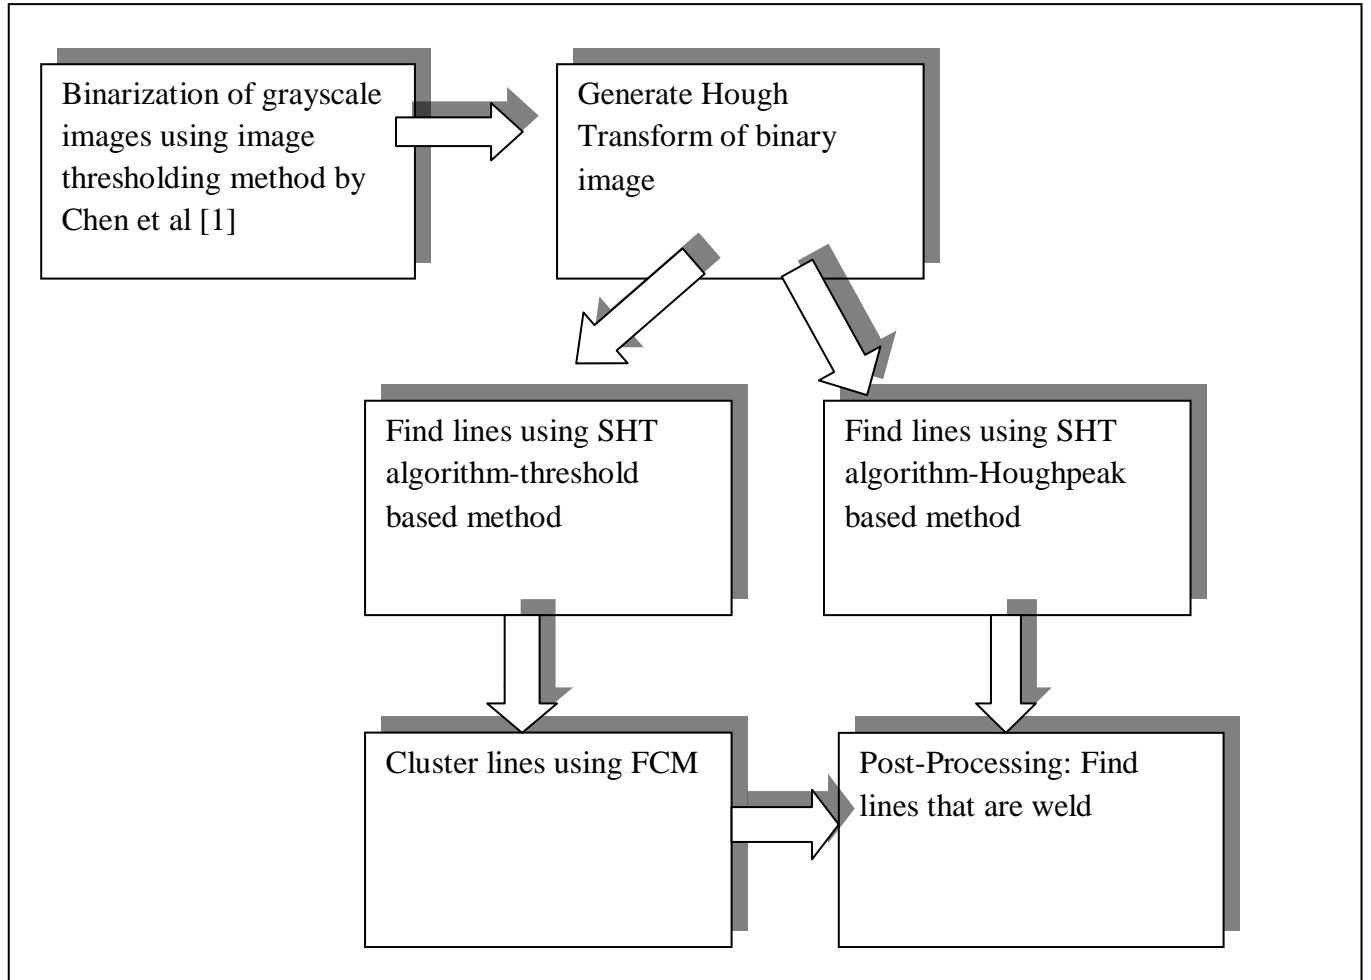 Binarization of grayscale
images using image
thresholding method by
Chen et al [1]
Generate Hough
Transform of binary
image
Find lines using SHT
algorithm-threshold
based method
Find lines using SHT
algorithm-Houghpeak
based method
Cluster lines using FCM
Post-Processing: Find
lines that are weld